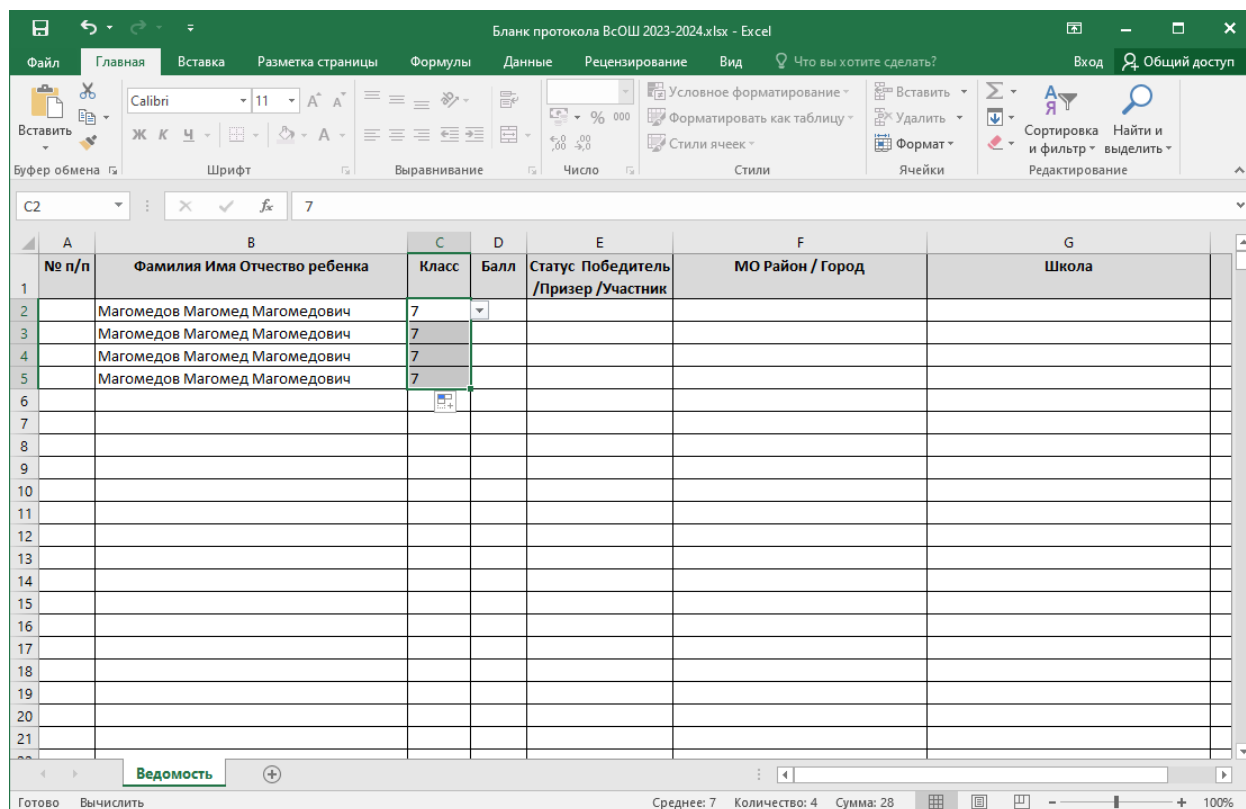 Бланк протокола ВсОШ 2023-2024.xlsx - Excel
Файл Главная Вставка Разметка страницы Формулы Данные Рецензирование Вид Что вы хотите сделать? Вход Общий доступ
Вставить
Calibri 11
Ж К Ч
% 000
Условное форматирование
Форматировать как таблицу
Стили ячеек
Вставить
Удалить
Формат
Сортировка и фильтр
Найти и выделить
Буфер обмена Шрифт Выравнивание Число Стили Ячейки Редактирование
C2 fx 7
A B C D E F G
1 № п/п Фамилия Имя Отчество ребенка Класс Балл Статус Победитель /Призер /Участник МО Район / Город Школа
2 Магомедов Магомед Магомедович 7
3 Магомедов Магомед Магомедович 7
4 Магомедов Магомед Магомедович 7
5 Магомедов Магомед Магомедович 7
6
7
8
9
10
11
12
13
14
15
16
17
18
19
20
21
Ведомость
Готово Вычислить Среднее: 7 Количество: 4 Сумма: 28 100%